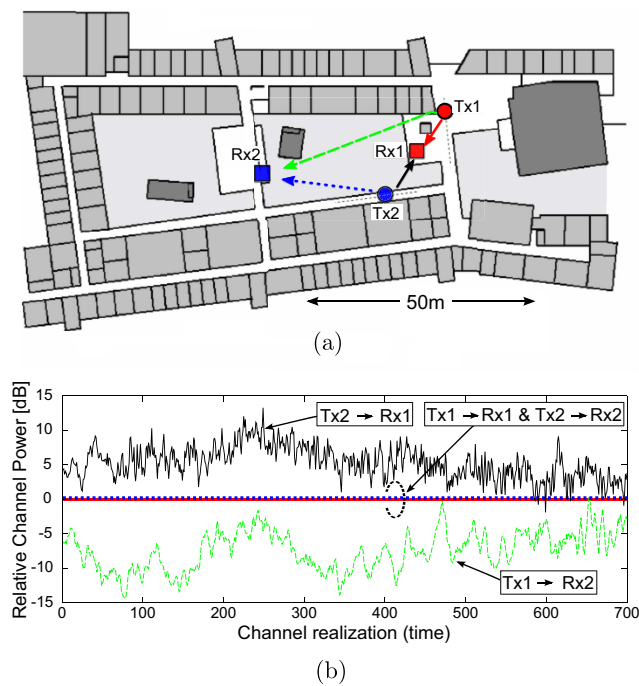 Tx1
Rx1
Rx2
Tx2
50m
(a)
Relative Channel Power [dB]
15
10
5
0
-5
-10
-15
Tx2 → Rx1
Tx1 → Rx1 & Tx2 → Rx2
Tx1 → Rx2
0 100 200 300 400 500 600 700
Channel realization (time)
(b)